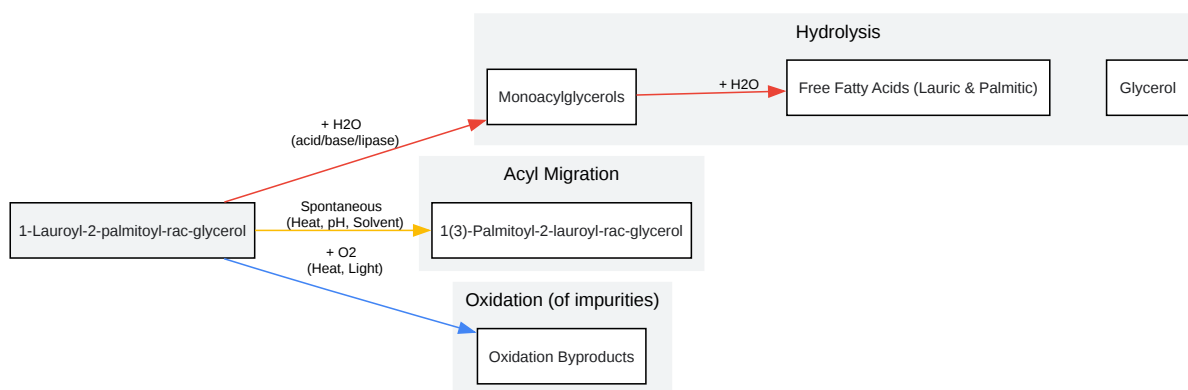 Hydrolysis
Monoacylglycerols
+ H2O
Free Fatty Acids (Lauric & Palmitic)
Glycerol
+ H2O
(acid/base/lipase)
Acyl Migration
1-Lauroyl-2-palmitoyl-rac-glycerol
Spontaneous
(Heat, pH, Solvent)
1(3)-Palmitoyl-2-lauroyl-rac-glycerol
+ O2
(Heat, Light)
Oxidation (of impurities)
Oxidation Byproducts